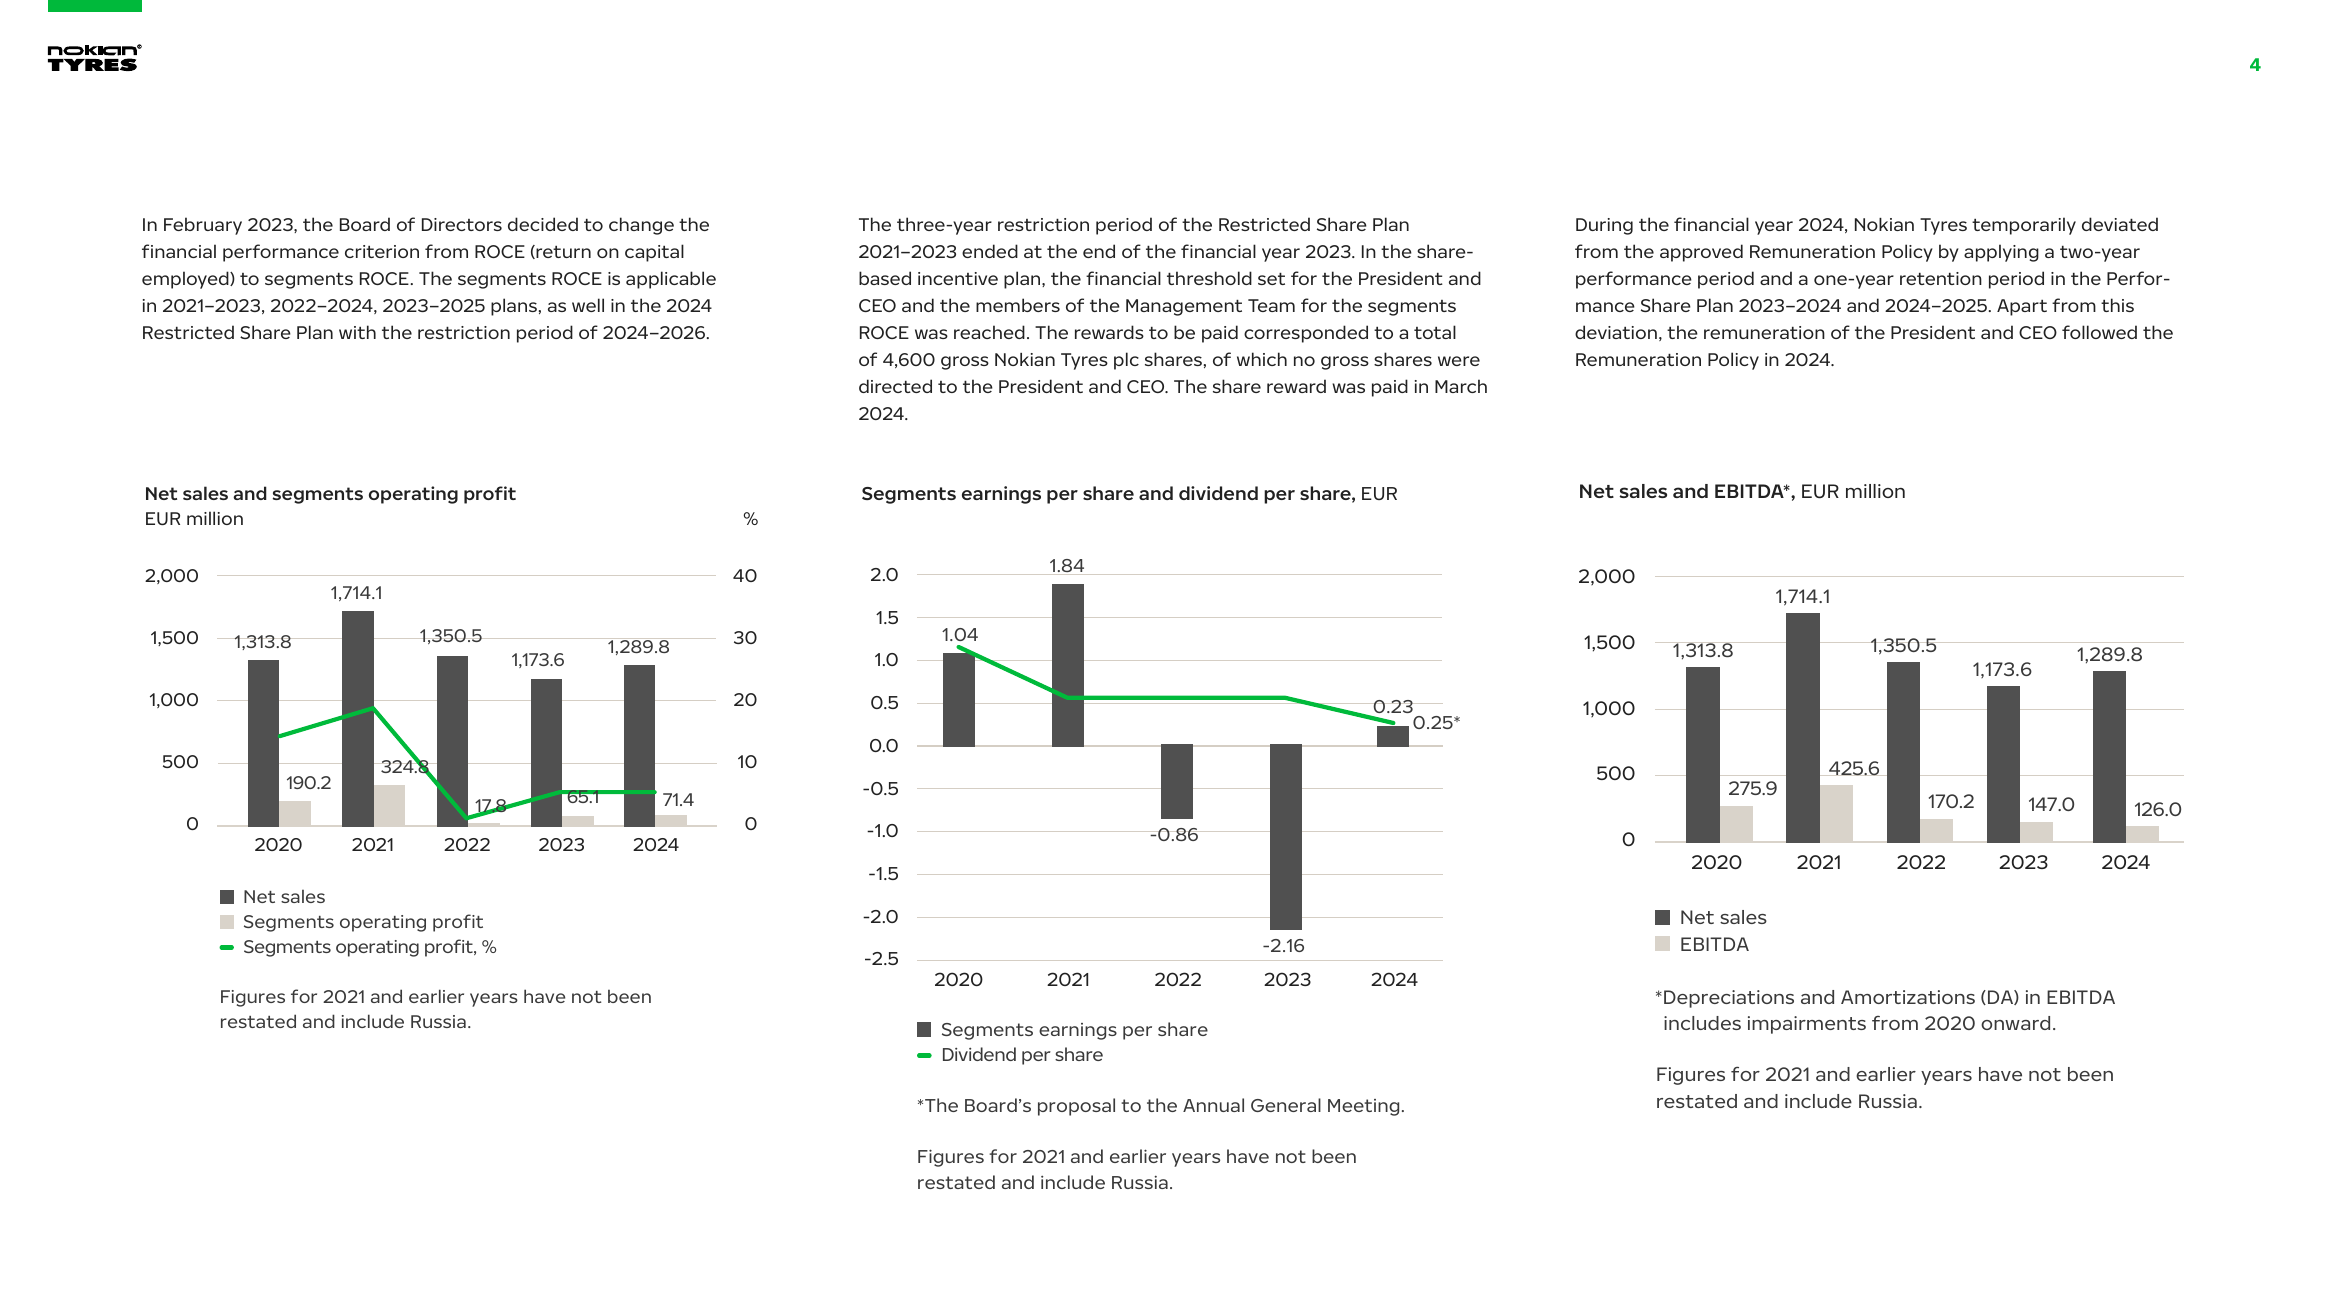 nokian®
TYRES
4
In February 2023, the Board of Directors decided to change the
financial performance criterion from ROCE (return on capital
employed) to segments ROCE. The segments ROCE is applicable
in 2021–2023, 2022–2024, 2023–2025 plans, as well in the 2024
Restricted Share Plan with the restriction period of 2024–2026.
The three-year restriction period of the Restricted Share Plan
2021–2023 ended at the end of the financial year 2023. In the share-
based incentive plan, the financial threshold set for the President and
CEO and the members of the Management Team for the segments
ROCE was reached. The rewards to be paid corresponded to a total
of 4,600 gross Nokian Tyres plc shares, of which no gross shares were
directed to the President and CEO. The share reward was paid in March
2024.
During the financial year 2024, Nokian Tyres temporarily deviated
from the approved Remuneration Policy by applying a two-year
performance period and a one-year retention period in the Perfor-
mance Share Plan 2023–2024 and 2024–2025. Apart from this
deviation, the remuneration of the President and CEO followed the
Remuneration Policy in 2024.
Net sales and segments operating profit
EUR million %
2,000 40
1,714.1
1,500 1,313.8 1,350.5 1,289.8 30
1,173.6
1,000 20
500 324.8 10
190.2 17.8 65.1 71.4
0 0
2020 2021 2022 2023 2024
Net sales
Segments operating profit
Segments operating profit, %
Figures for 2021 and earlier years have not been
restated and include Russia.
Segments earnings per share and dividend per share, EUR
1.84
2.0
1.5
1.04
1.0
0.5 0.23
0.25*
0.0
-0.5
-1.0 -0.86
-1.5
-2.0
-2.16
-2.5
2020 2021 2022 2023 2024
Segments earnings per share
Dividend per share
*The Board’s proposal to the Annual General Meeting.
Figures for 2021 and earlier years have not been
restated and include Russia.
Net sales and EBITDA*, EUR million
2,000
1,714.1
1,500 1,313.8 1,350.5 1,289.8
1,173.6
1,000
500 425.6
275.9 170.2 147.0 126.0
0
2020 2021 2022 2023 2024
Net sales
EBITDA
*Depreciations and Amortizations (DA) in EBITDA
includes impairments from 2020 onward.
Figures for 2021 and earlier years have not been
restated and include Russia.